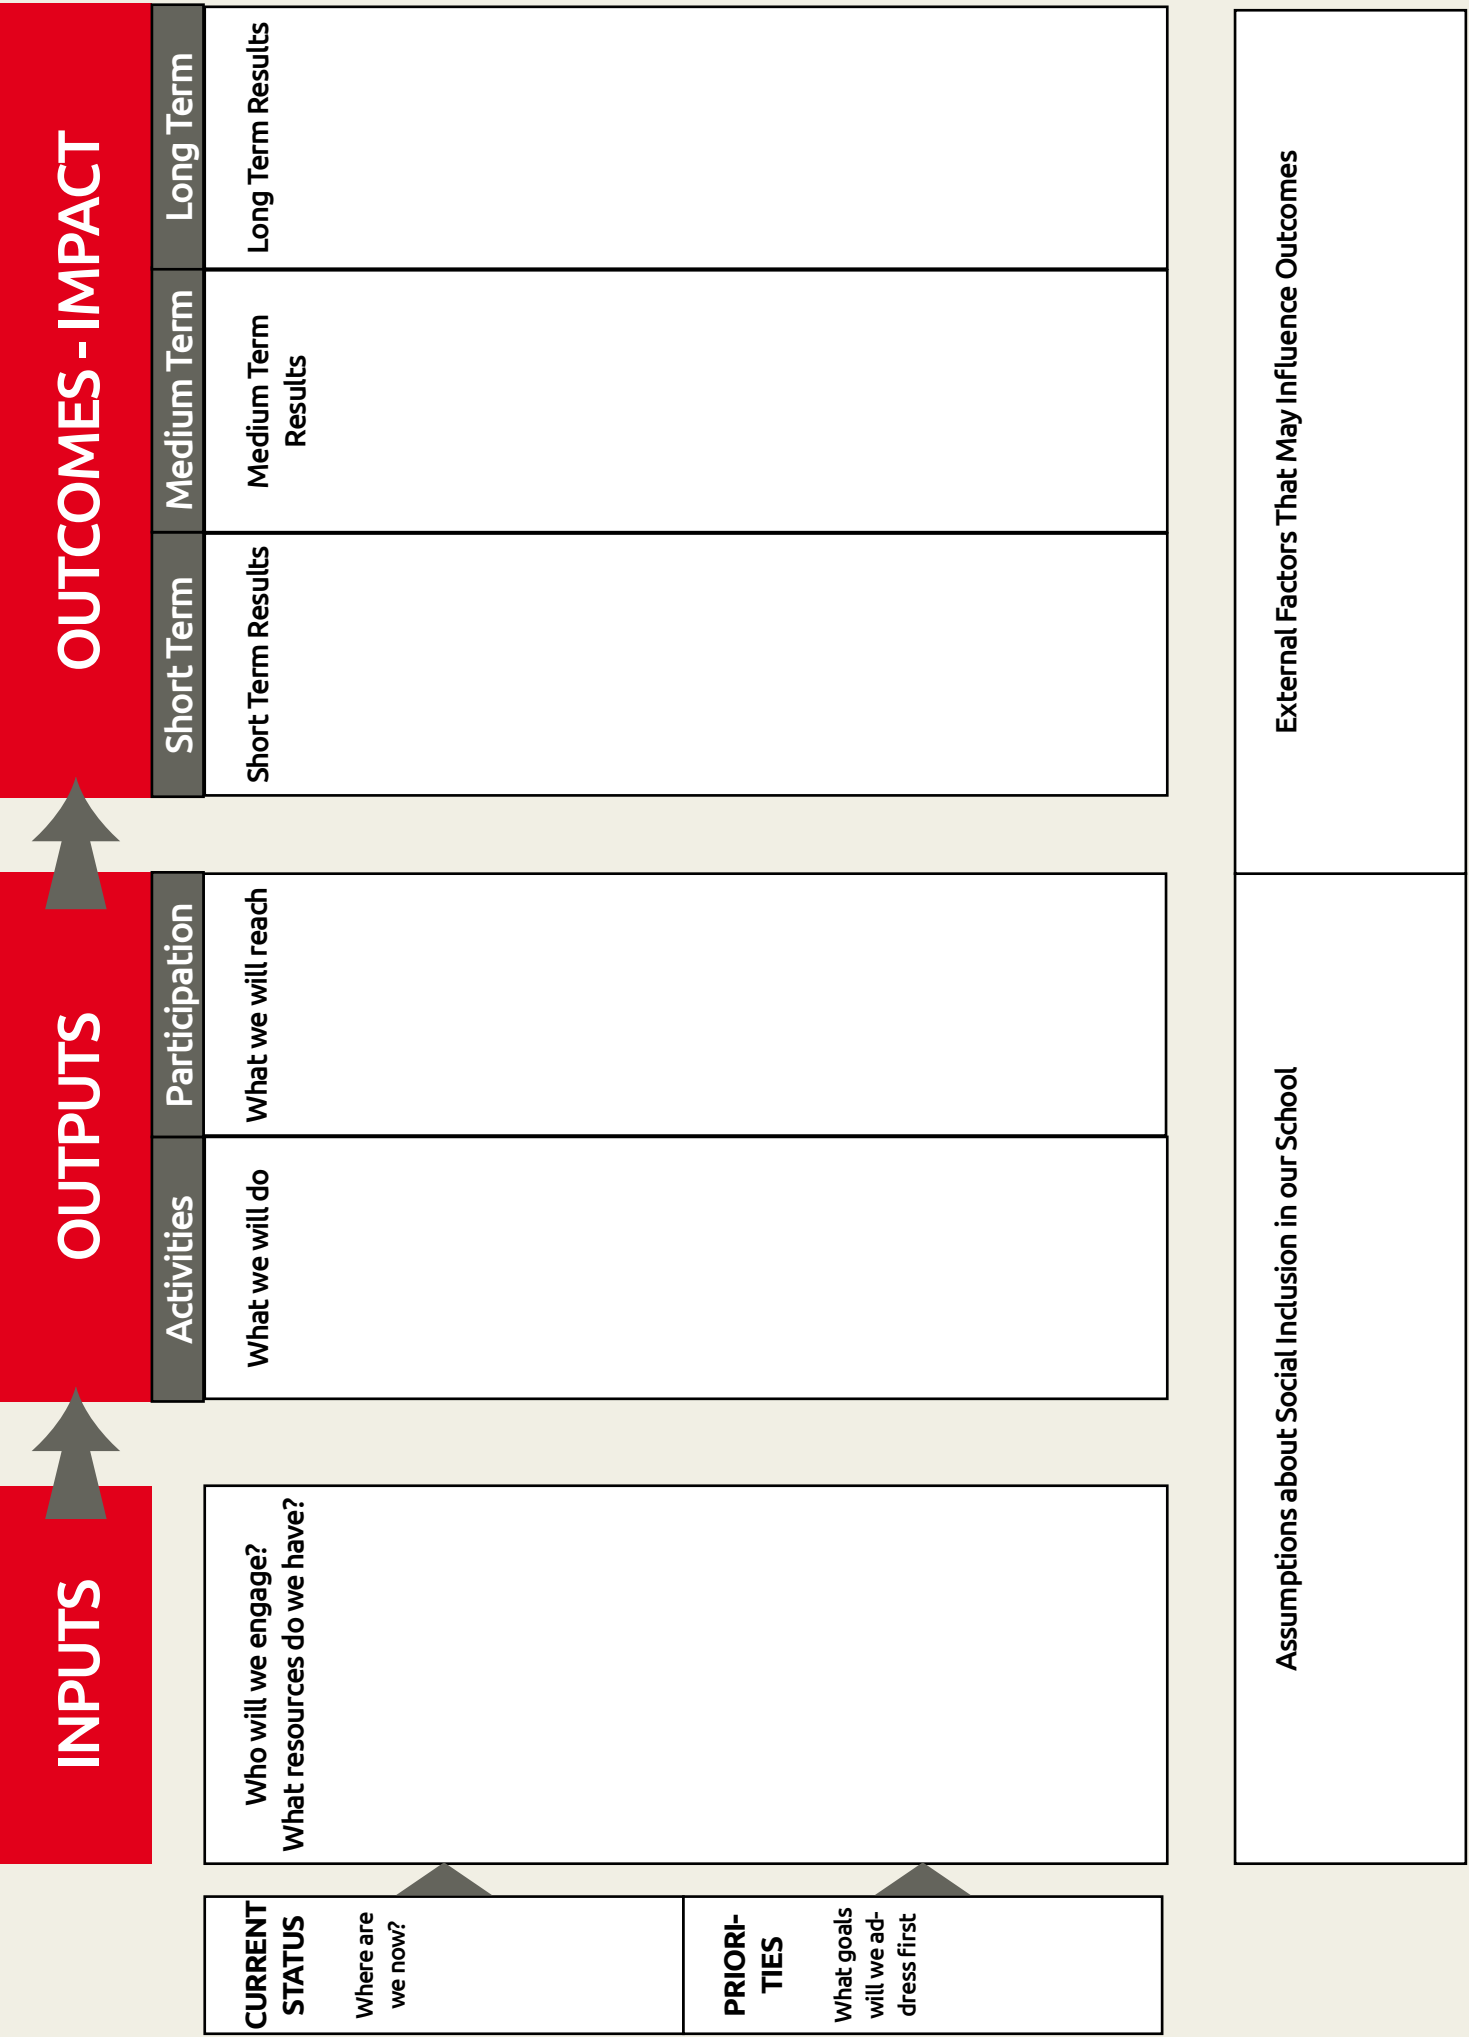 INPUTS
OUTPUTS
OUTCOMES - IMPACT
Activities
Participation
Short Term
Medium Term
Long Term
CURRENT
STATUS
Where are
we now?
PRIORI-
TIES
What goals
will we ad-
dress first
Who will we engage?
What resources do we have?
What we will do
What we will reach
Short Term Results
Medium Term
Results
Long Term Results
Assumptions about Social Inclusion in our School
External Factors That May Influence Outcomes